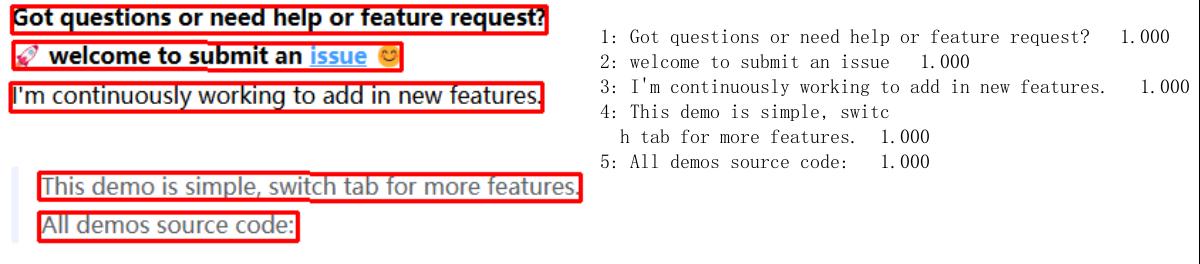 Got questions or need help or feature request?
🚀 welcome to submit an issue 😊
I'm continuously working to add in new features.
This demo is simple, switch tab for more features.
All demos source code:
1: Got questions or need help or feature request? 1.000
2: welcome to submit an issue 1.000
3: I'm continuously working to add in new features. 1.000
4: This demo is simple, switc
h tab for more features. 1.000
5: All demos source code: 1.000